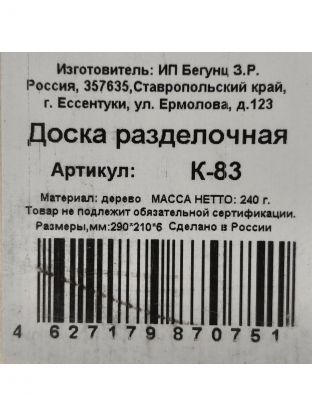 Изготовитель: ИП Бегунц З.Р.
Россия, 357635,Ставропольский край,
г. Ессентуки, ул. Ермолова, д.123
Доска разделочная
Артикул: К-83
Материал: дерево МАССА НЕТТО: 240 г.
Товар не подлежит обязательной сертификации.
Размеры,мм:290*210*6 Сделано в России
4 627179 870751